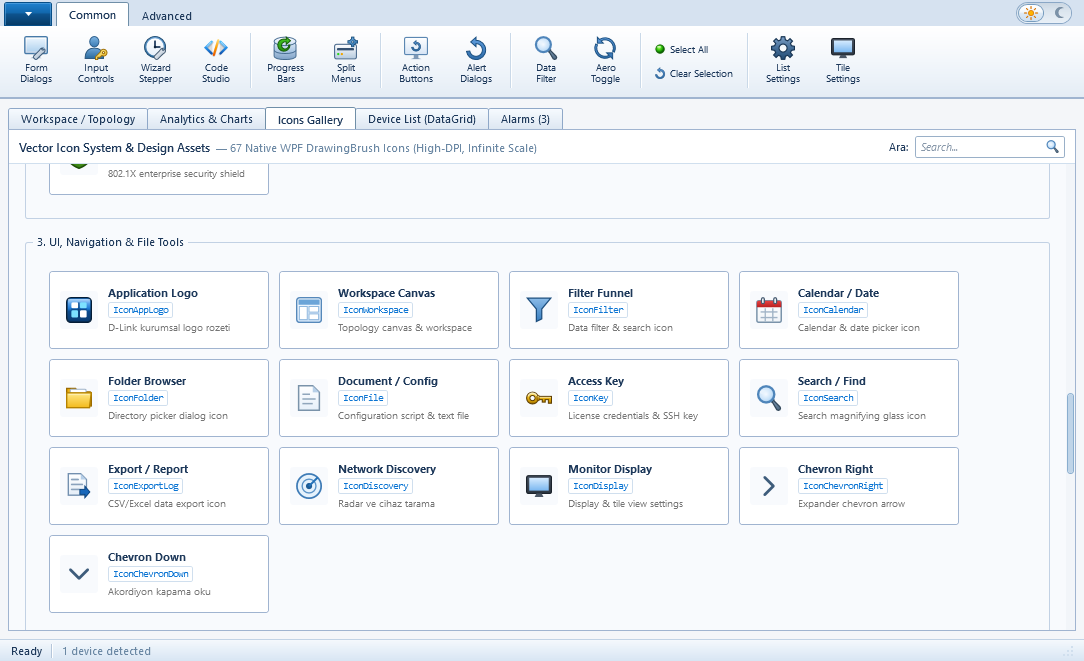 Common
Advanced
Form
Dialogs
Input
Controls
Wizard
Stepper
Code
Studio
Progress
Bars
Split
Menus
Action
Buttons
Alert
Dialogs
Data
Filter
Aero
Toggle
Select All
Clear Selection
List
Settings
Tile
Settings
Workspace / Topology
Analytics & Charts
Icons Gallery
Device List (DataGrid)
Alarms (3)
Vector Icon System & Design Assets — 67 Native WPF DrawingBrush Icons (High-DPI, Infinite Scale)
Ara:
Search...
802.1X enterprise security shield
3. UI, Navigation & File Tools
Application Logo
IconAppLogo
D-Link kurumsal logo rozeti
Workspace Canvas
IconWorkspace
Topology canvas & workspace
Filter Funnel
IconFilter
Data filter & search icon
Calendar / Date
IconCalendar
Calendar & date picker icon
Folder Browser
IconFolder
Directory picker dialog icon
Document / Config
IconFile
Configuration script & text file
Access Key
IconKey
License credentials & SSH key
Search / Find
IconSearch
Search magnifying glass icon
Export / Report
IconExportLog
CSV/Excel data export icon
Network Discovery
IconDiscovery
Radar ve cihaz tarama
Monitor Display
IconDisplay
Display & tile view settings
Chevron Right
IconChevronRight
Expander chevron arrow
Chevron Down
IconChevronDown
Akordiyon kapama oku
Ready
1 device detected